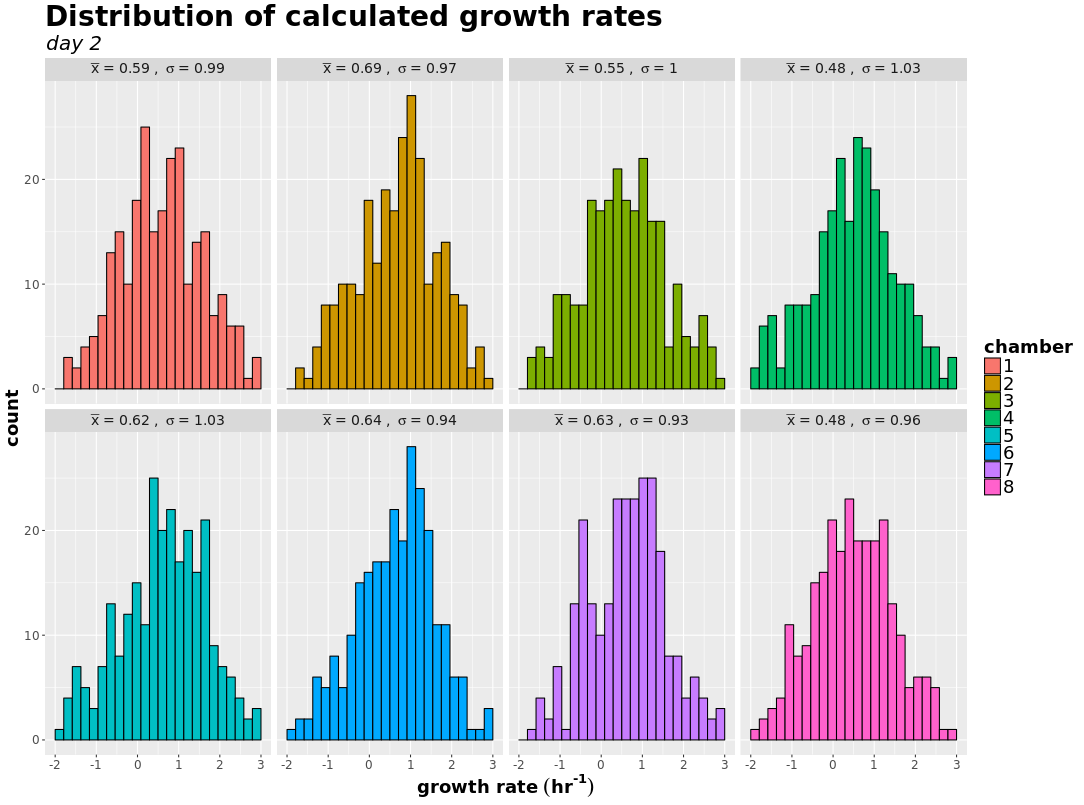 Distribution of calculated growth rates
day 2
x̅ = 0.59 , σ = 0.99
x̅ = 0.69 , σ = 0.97
x̅ = 0.55 , σ = 1
x̅ = 0.48 , σ = 1.03
20
10
0
x̅ = 0.62 , σ = 1.03
x̅ = 0.64 , σ = 0.94
x̅ = 0.63 , σ = 0.93
x̅ = 0.48 , σ = 0.96
20
10
0
-2 -1 0 1 2 3
-2 -1 0 1 2 3
-2 -1 0 1 2 3
-2 -1 0 1 2 3
count
growth rate (hr⁻¹)
chamber
1
2
3
4
5
6
7
8